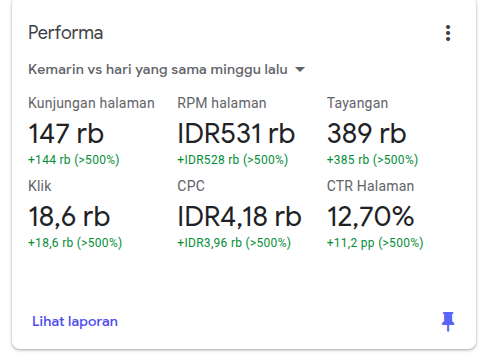 Performa
Kemarin vs hari yang sama minggu lalu
Kunjungan halaman RPM halaman Tayangan
147 rb IDR531 rb 389 rb
+144 rb (>500%) +IDR528 rb (>500%) +385 rb (>500%)
Klik CPC CTR Halaman
18,6 rb IDR4,18 rb 12,70%
+18,6 rb (>500%) +IDR3,96 rb (>500%) +11,2 pp (>500%)
Lihat laporan